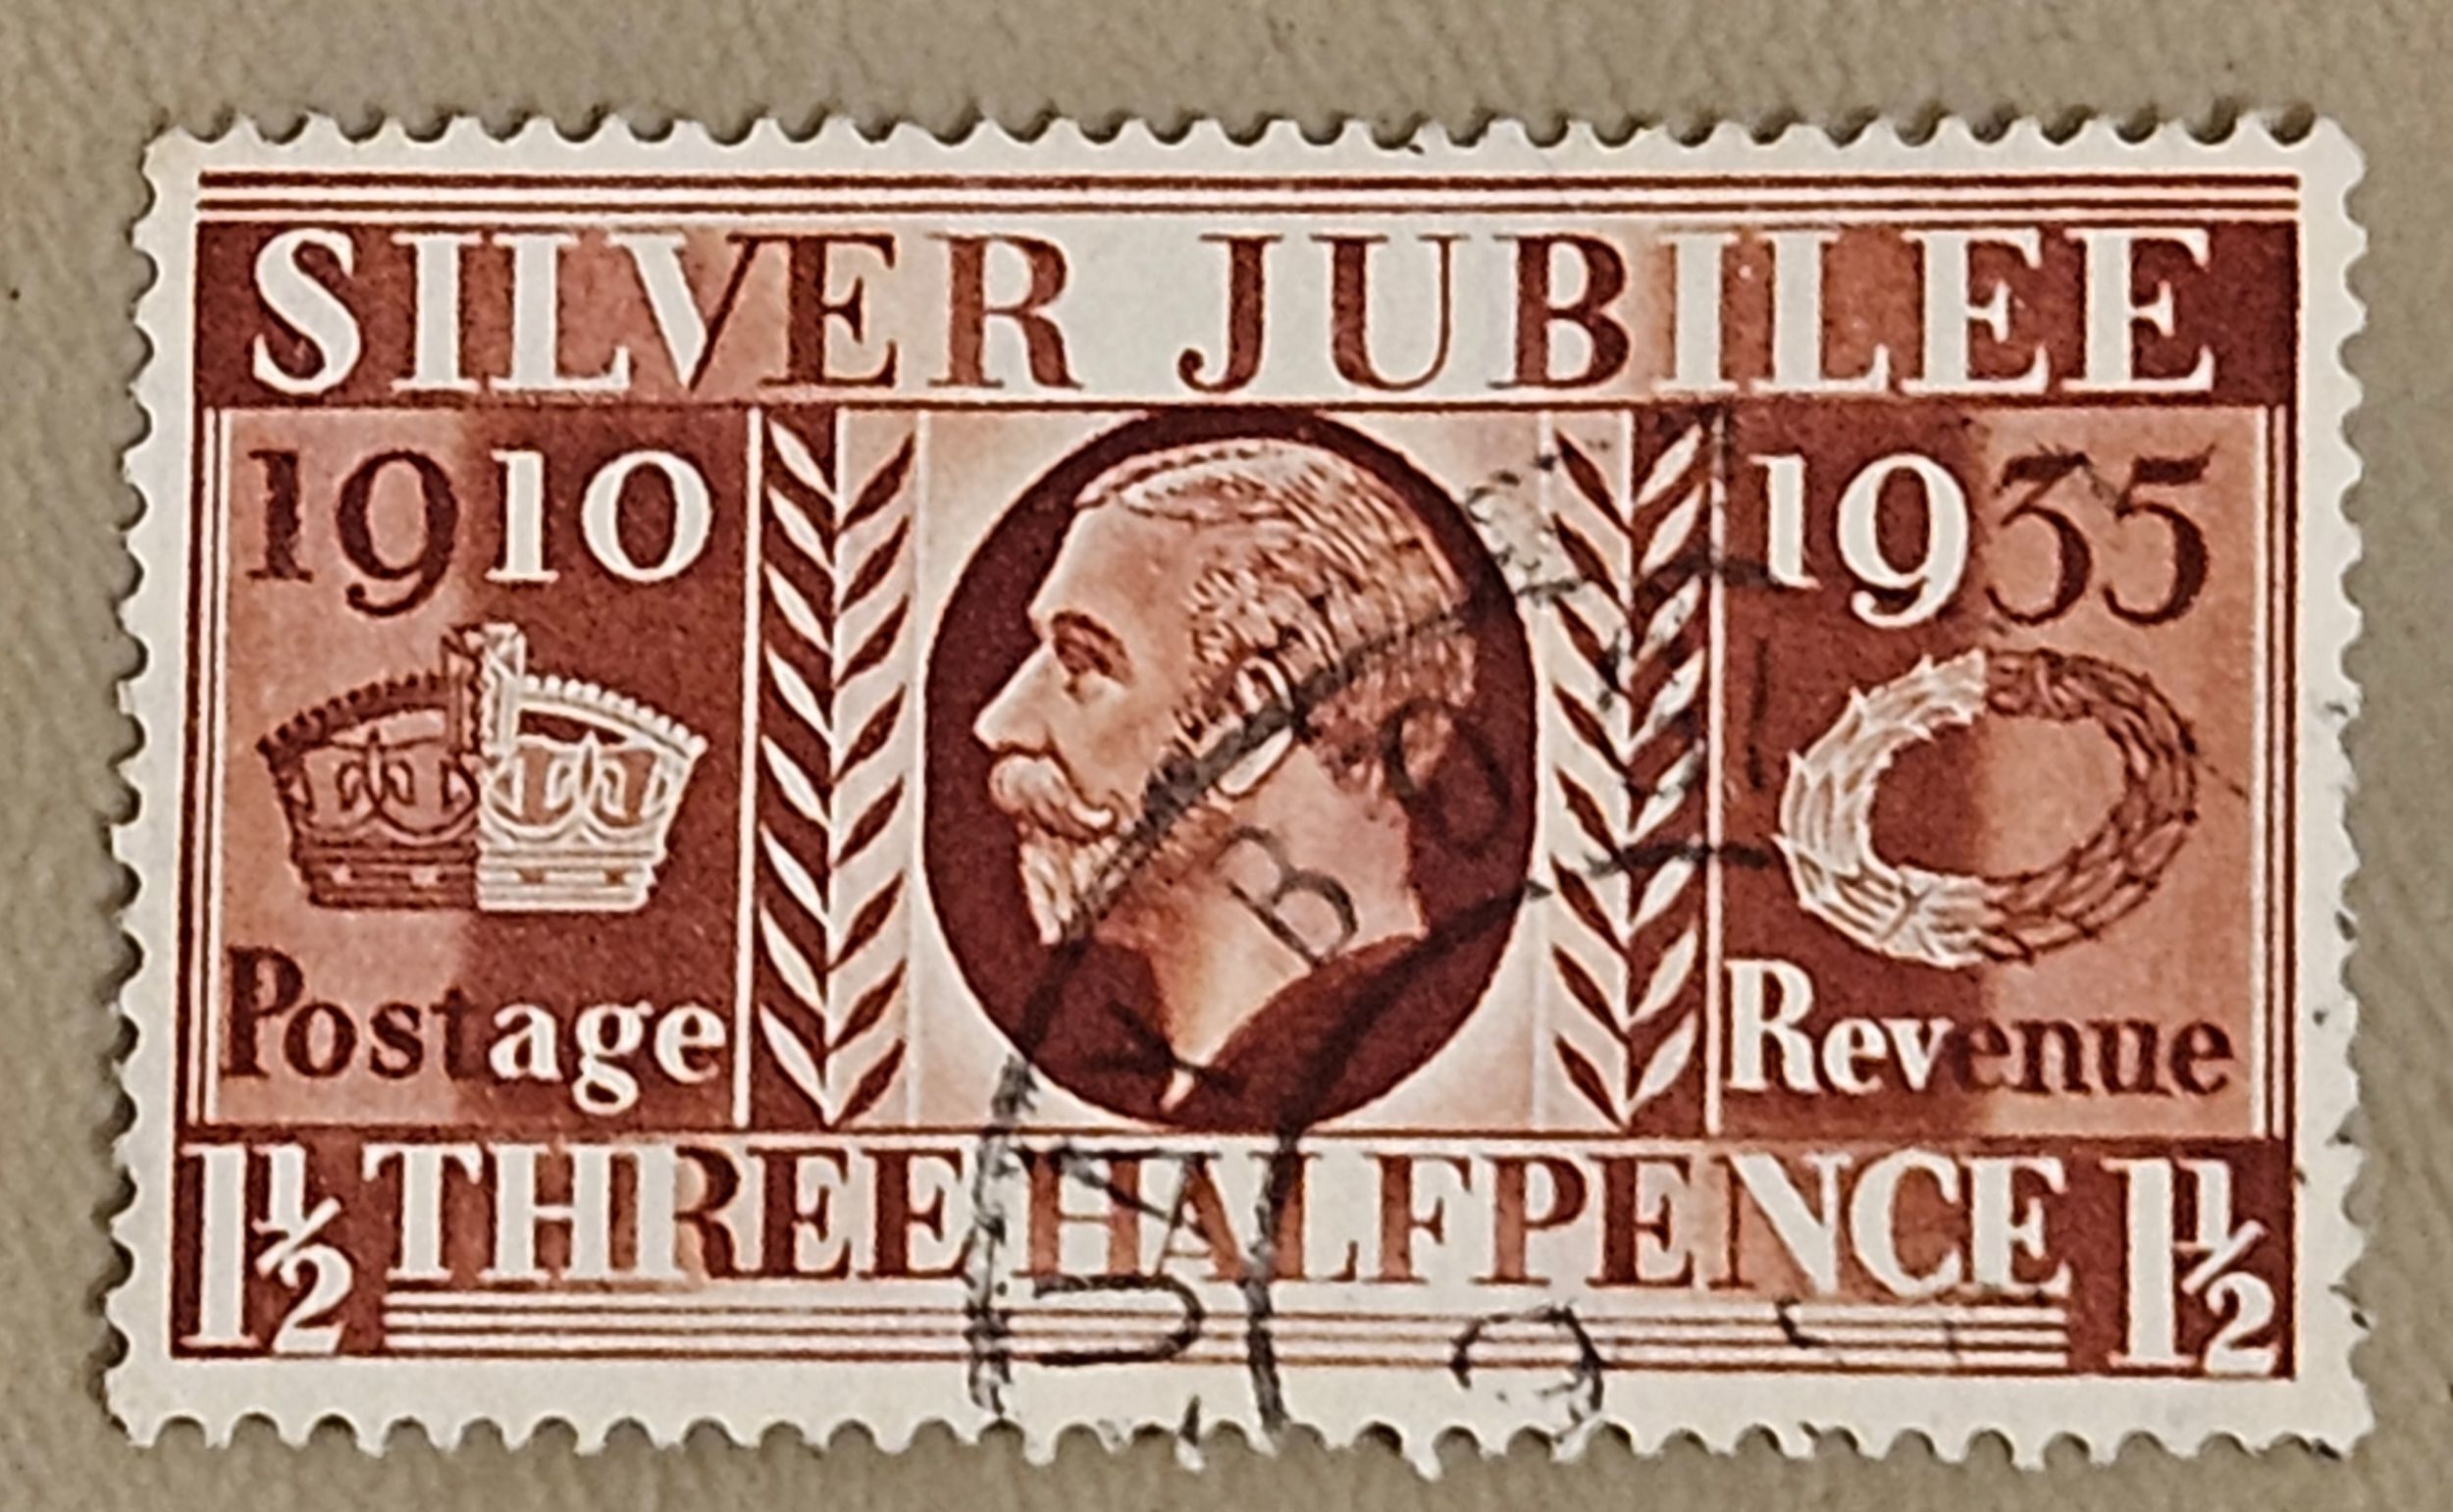 SILVER JUBILEE
1910 1935
Postage Revenue
1½ THREE HALFPENCE 1½